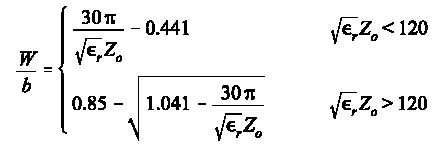 W/b = { 30π/(√ϵ_r Z_o) − 0.441    √ϵ_r Z_o < 120
0.85 − √(1.041 − 30π/(√ϵ_r Z_o))    √ϵ_r Z_o > 120